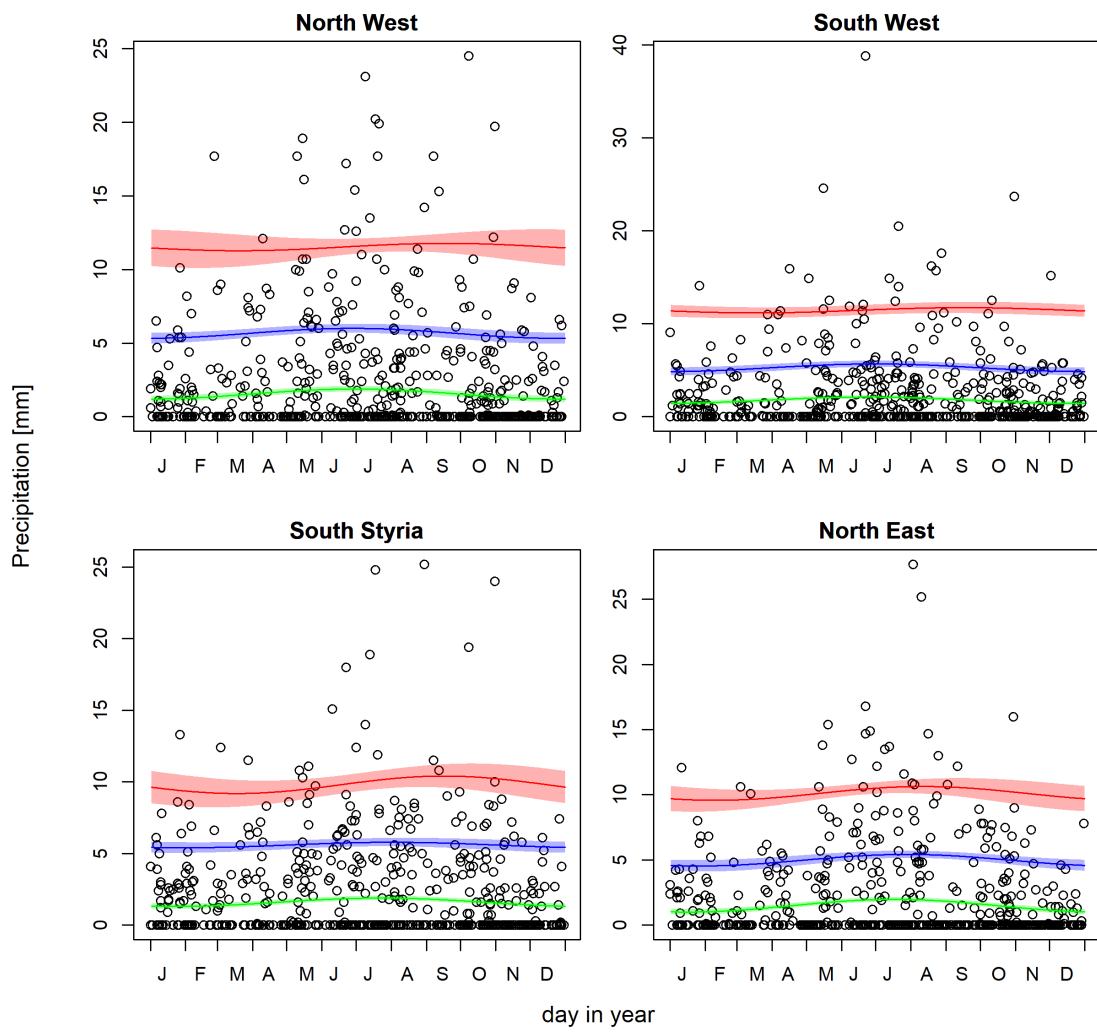 North West
South West
25
20
15
10
5
0
40
30
20
10
0
J F M A M J J A S O N D
J F M A M J J A S O N D
Precipitation [mm]
South Styria
North East
25
20
15
10
5
0
25
20
15
10
5
0
J F M A M J J A S O N D
J F M A M J J A S O N D
day in year